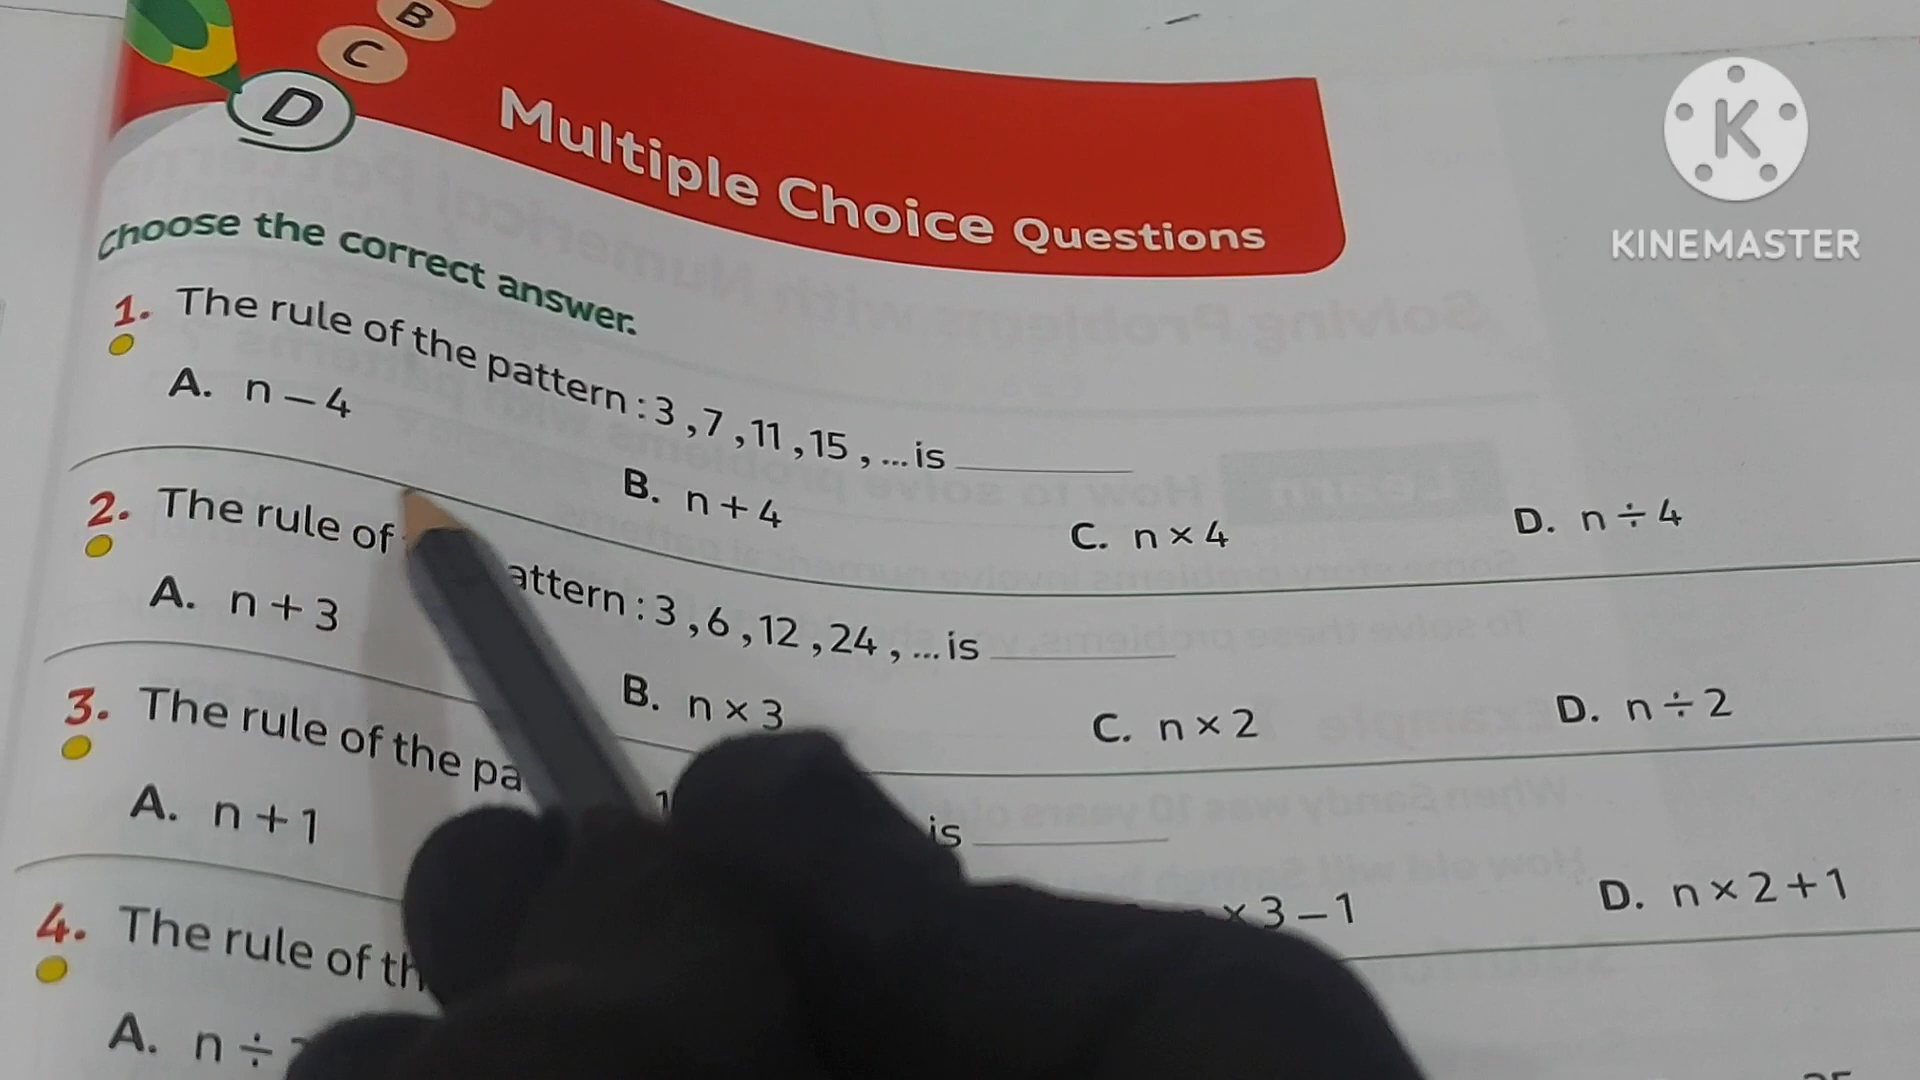 B
C
D
Multiple Choice Questions
K
KINEMASTER
Choose the correct answer.
1. The rule of the pattern : 3 , 7 , 11 , 15 , ... is
A. n – 4 B. n + 4 C. n × 4 D. n ÷ 4
2. The rule of attern : 3 , 6 , 12 , 24 , ... is
A. n + 3 B. n × 3 C. n × 2 D. n ÷ 2
3. The rule of the pa 1 is
A. n + 1 × 3 – 1 D. n × 2 + 1
4. The rule of th
A. n ÷